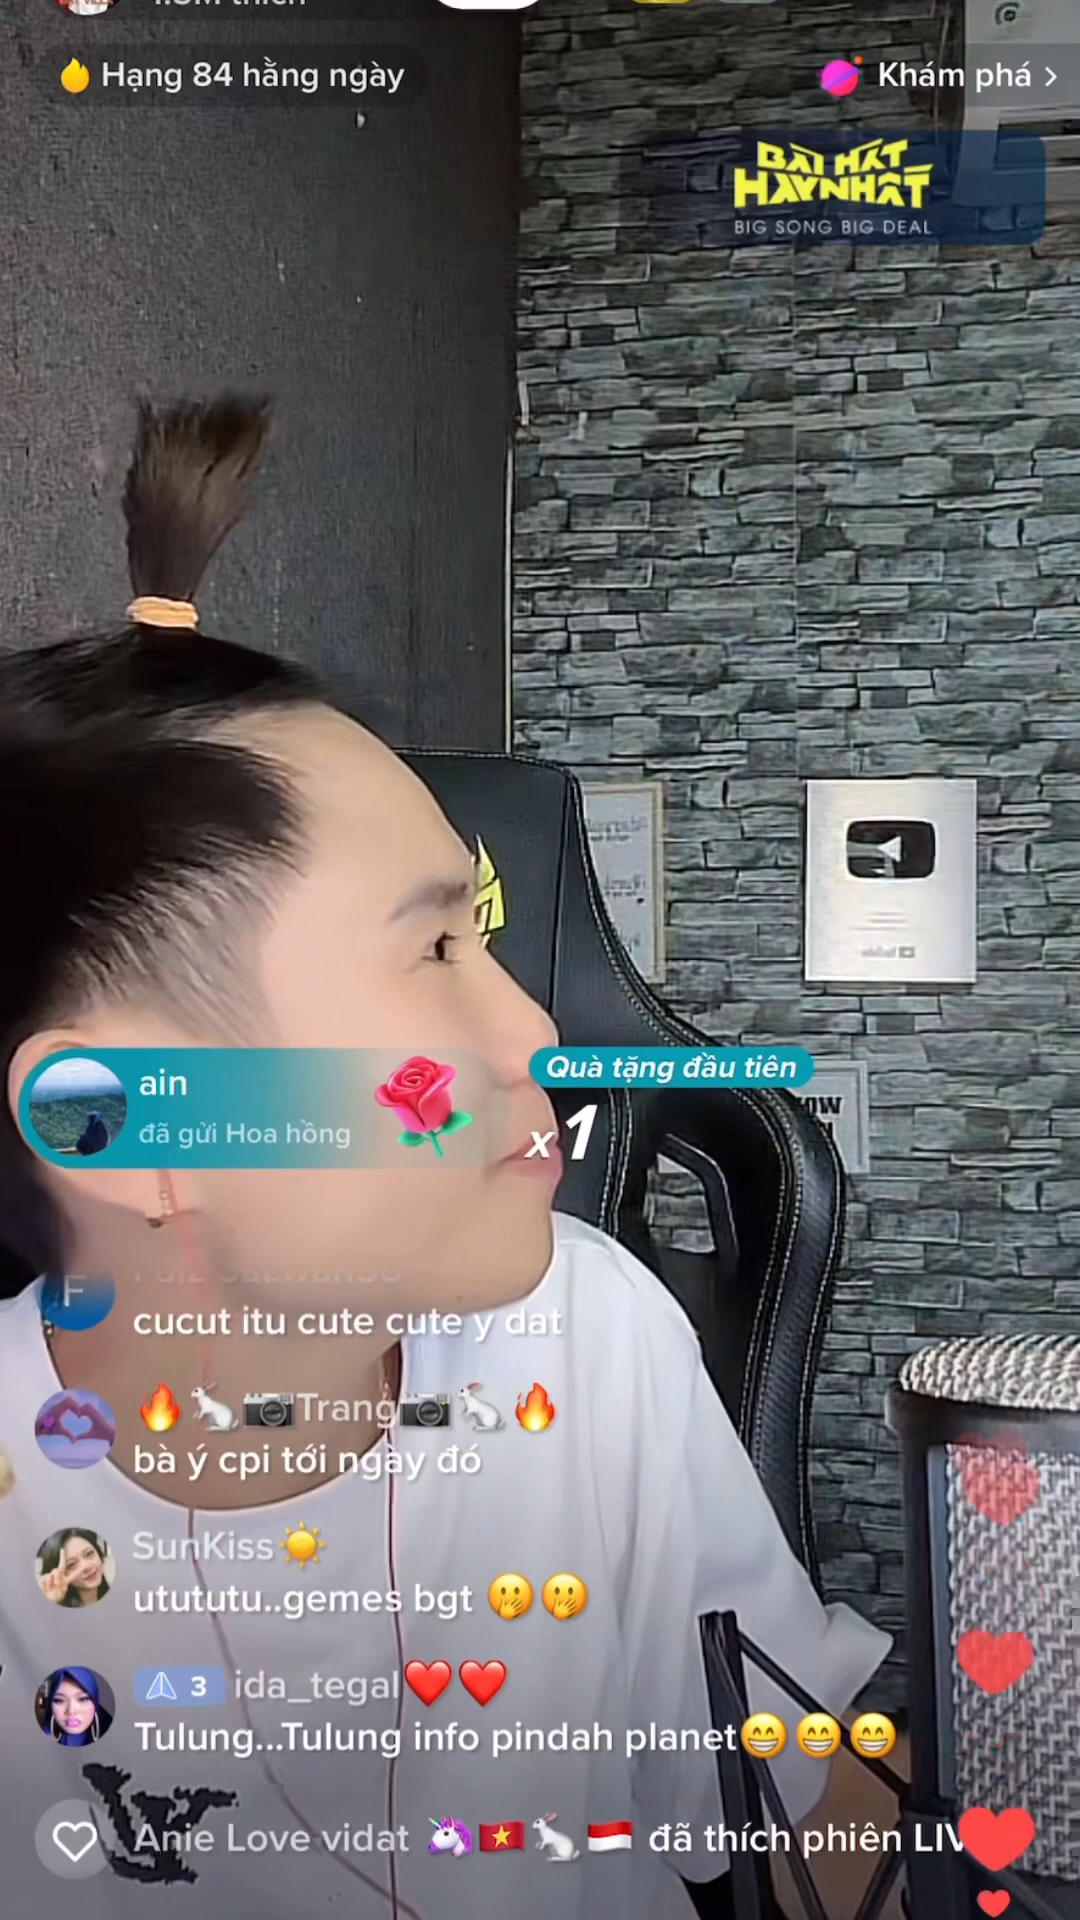 Hạng 84 hằng ngày
Khám phá >
BÀI HÁT
HAY NHẤT
BIG SONG BIG DEAL
ain
đã gửi Hoa hồng
Quà tặng đầu tiên
x1
F
cucut itu cute cute y dat
🔥🐇📷Trang📷🐇🔥
bà ý cpi tới ngày đó
SunKiss☀️
utututu..gemes bgt 🤭🤭
3 ida_tegal❤️❤️
Tulung...Tulung info pindah planet😁😁😁
Anie Love vidat 🦄🇻🇳🐇🇮🇩 đã thích phiên LIV